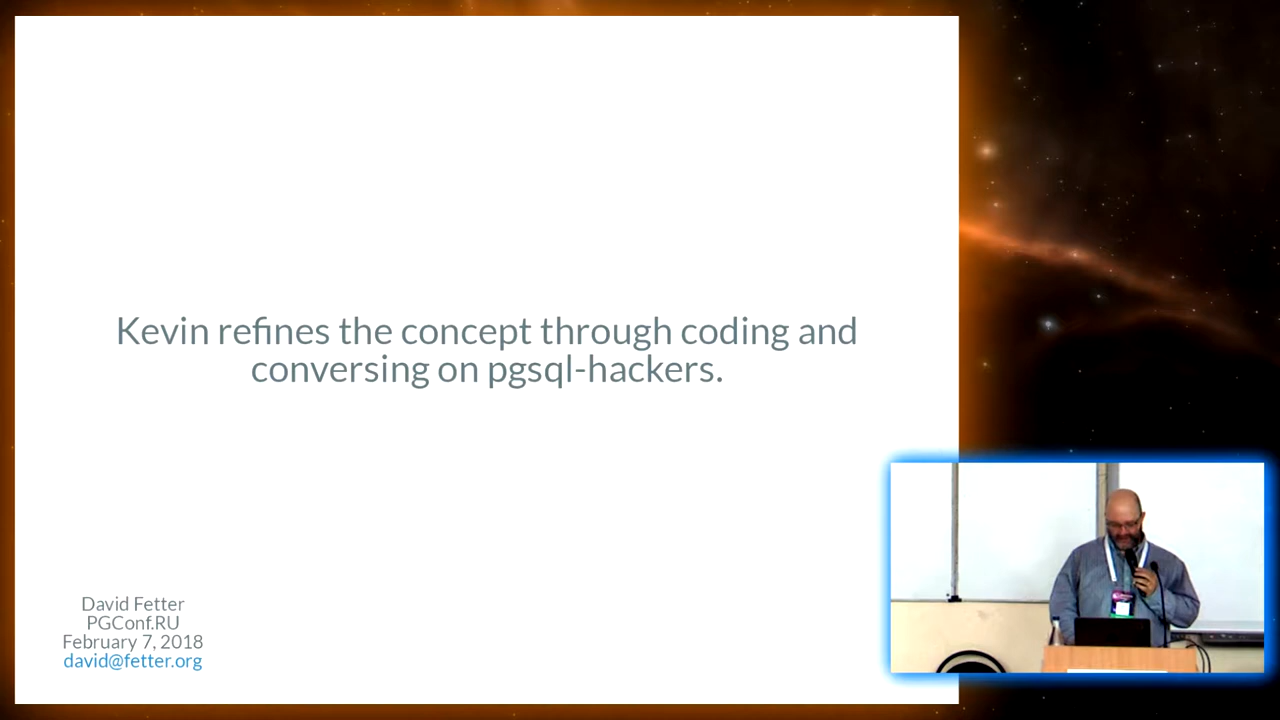 Kevin refines the concept through coding and
conversing on pgsql-hackers.
David Fetter
PGConf.RU
February 7, 2018
david@fetter.org